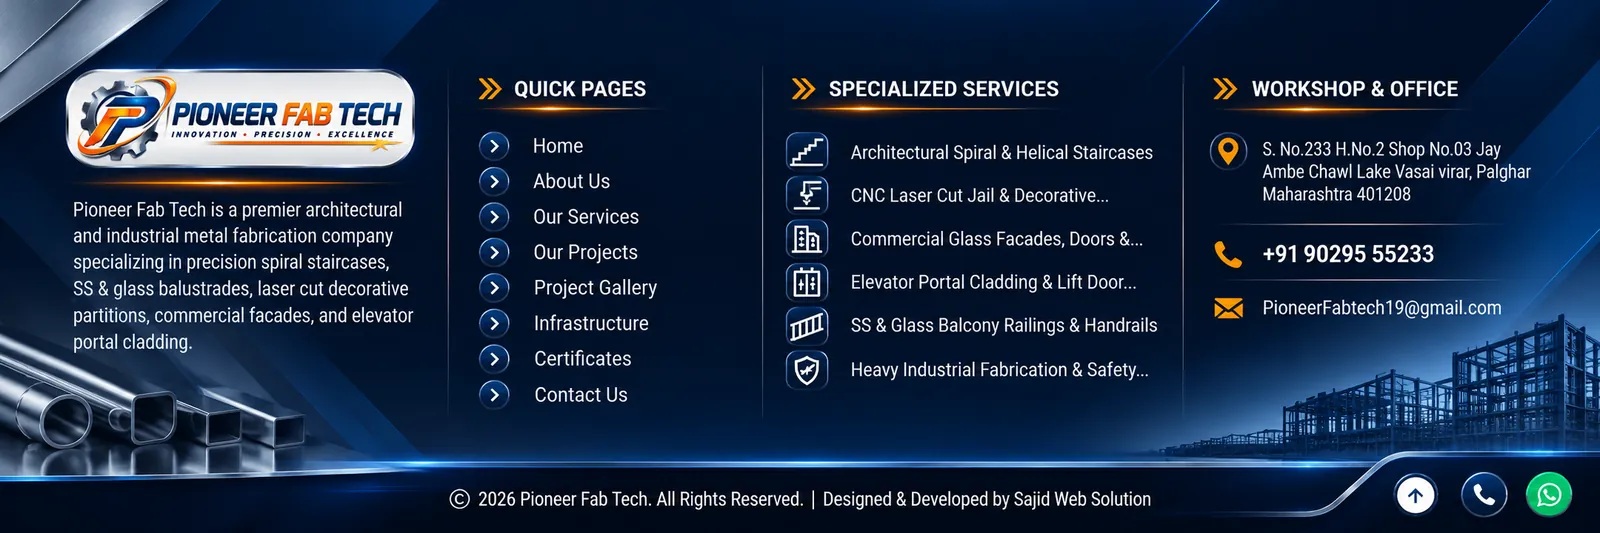 PIONEER FAB TECH
INNOVATION • PRECISION • EXCELLENCE
Pioneer Fab Tech is a premier architectural
and industrial metal fabrication company
specializing in precision spiral staircases,
SS & glass balustrades, laser cut decorative
partitions, commercial facades, and elevator
portal cladding.
QUICK PAGES
Home
About Us
Our Services
Our Projects
Project Gallery
Infrastructure
Certificates
Contact Us
SPECIALIZED SERVICES
Architectural Spiral & Helical Staircases
CNC Laser Cut Jail & Decorative...
Commercial Glass Facades, Doors &...
Elevator Portal Cladding & Lift Door...
SS & Glass Balcony Railings & Handrails
Heavy Industrial Fabrication & Safety...
WORKSHOP & OFFICE
S. No.233 H.No.2 Shop No.03 Jay
Ambe Chawl Lake Vasai virar, Palghar
Maharashtra 401208
+91 90295 55233
PioneerFabtech19@gmail.com
© 2026 Pioneer Fab Tech. All Rights Reserved. | Designed & Developed by Sajid Web Solution